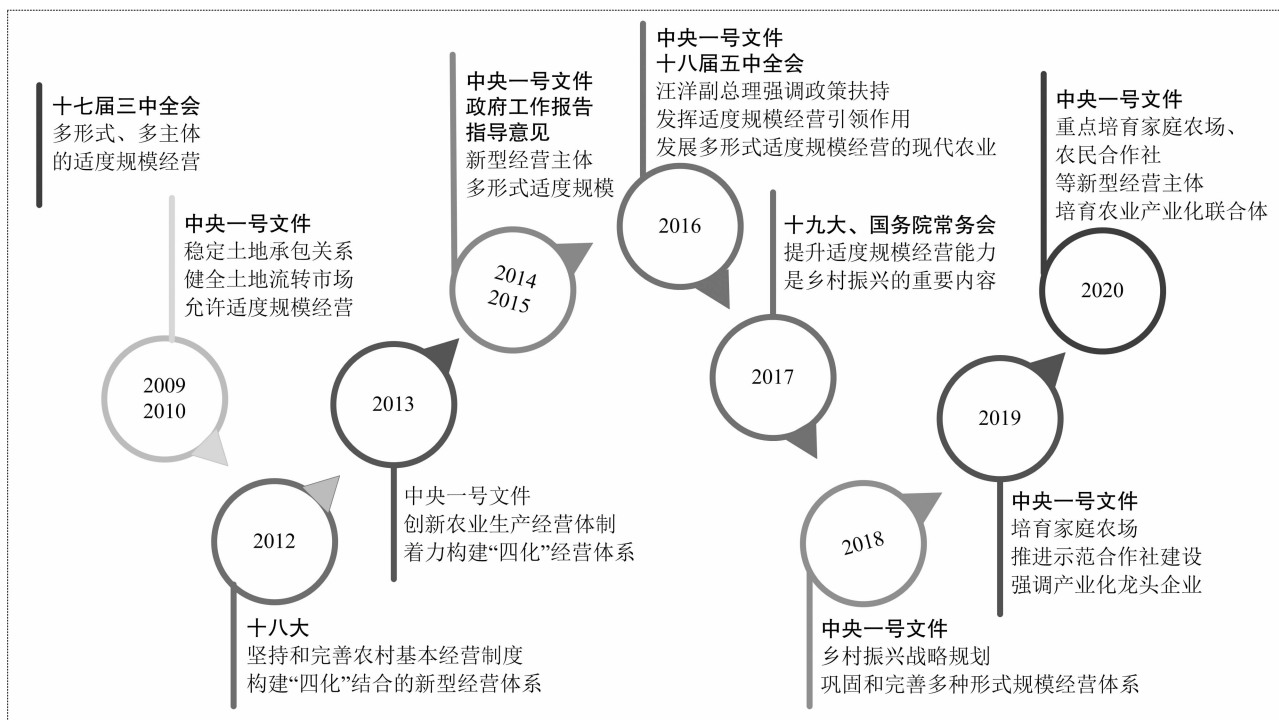 十七届三中全会
多形式、多主体
的适度规模经营
中央一号文件
稳定土地承包关系
健全土地流转市场
允许适度规模经营
2009
2010
2012
十八大
坚持和完善农村基本经营制度
构建“四化”结合的新型经营体系
2013
中央一号文件
创新农业生产经营体制
着力构建“四化”经营体系
中央一号文件
政府工作报告
指导意见
新型经营主体
多形式适度规模
2014
2015
中央一号文件
十八届五中全会
汪洋副总理强调政策扶持
发挥适度规模经营引领作用
发展多形式适度规模经营的现代农业
2016
十九大、国务院常务会
提升适度规模经营能力
是乡村振兴的重要内容
2017
2018
中央一号文件
乡村振兴战略规划
巩固和完善多种形式规模经营体系
2019
中央一号文件
培育家庭农场
推进示范合作社建设
强调产业化龙头企业
中央一号文件
重点培育家庭农场、
农民合作社
等新型经营主体
培育农业产业化联合体
2020